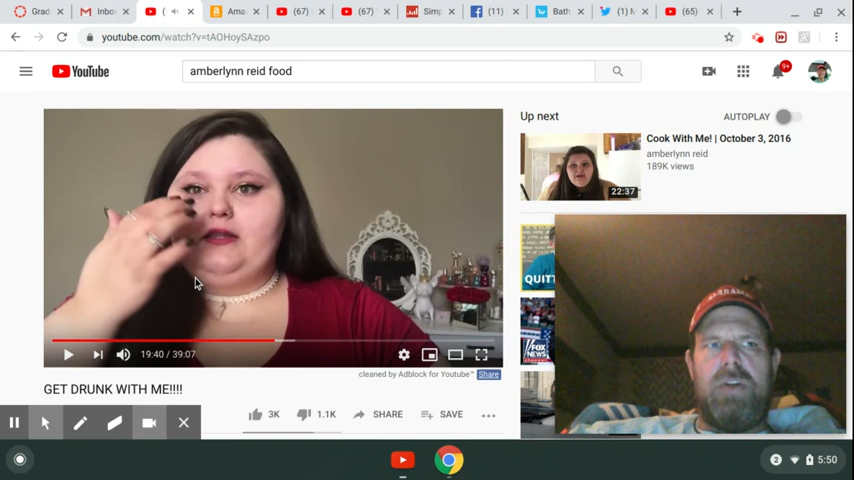 Grad
Inbo
(
Ama
(67)
(67)
Simp
(11)
Bath
(1) M
(65)
youtube.com/watch?v=tAOHoySAzpo
YouTube
amberlynn reid food
9+
Up next
AUTOPLAY
Cook With Me! | October 3, 2016
amberlynn reid
189K views
22:37
QUIT
FOX
NEWS
19:40 / 39:07
cleaned by Adblock for Youtube™ Share
GET DRUNK WITH ME!!!!
3K
1.1K
SHARE
SAVE
2
5:50